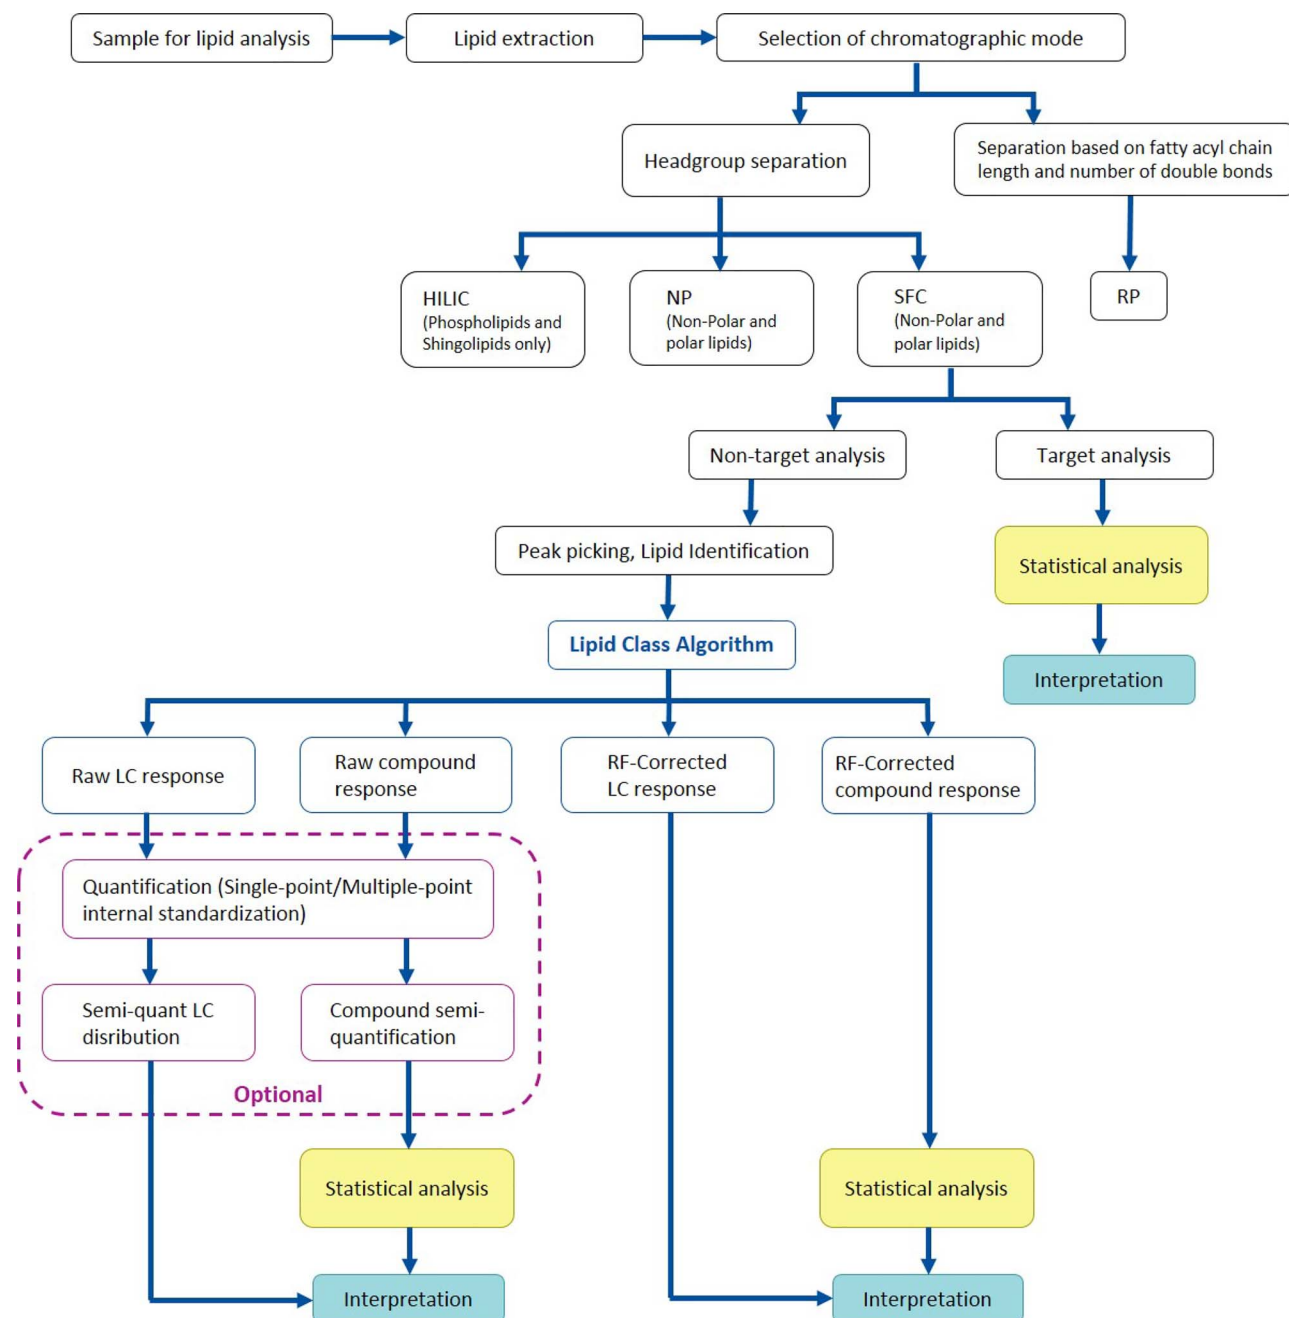 Sample for lipid analysis
Lipid extraction
Selection of chromatographic mode
Headgroup separation
Separation based on fatty acyl chain
length and number of double bonds
HILIC
(Phospholipids and
Shingolipids only)
NP
(Non-Polar and
polar lipids)
SFC
(Non-Polar and
polar lipids)
RP
Non-target analysis
Target analysis
Peak picking, Lipid Identification
Statistical analysis
Lipid Class Algorithm
Interpretation
Raw LC response
Raw compound
response
RF-Corrected
LC response
RF-Corrected
compound response
Quantification (Single-point/Multiple-point
internal standardization)
Semi-quant LC
disribution
Compound semi-
quantification
Optional
Statistical analysis
Statistical analysis
Interpretation
Interpretation